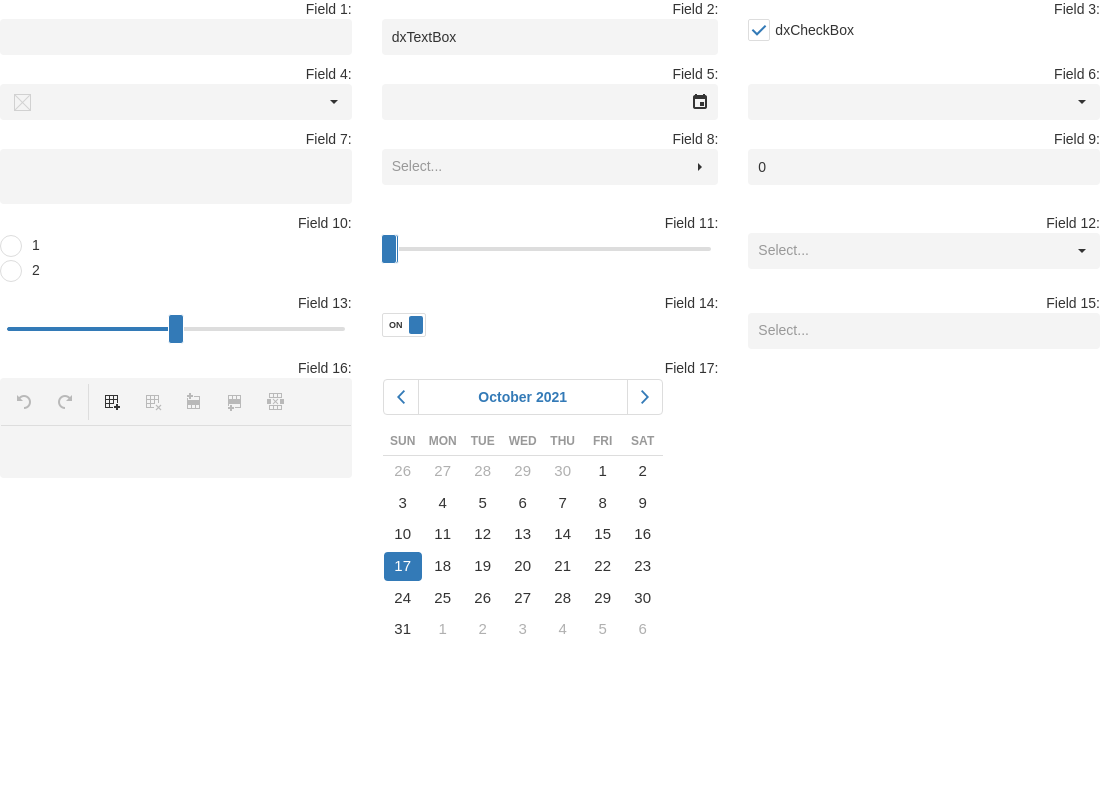 Field 1:
Field 2:
dxTextBox
Field 3:
dxCheckBox
Field 4:
Field 5:
Field 6:
Field 7:
Field 8:
Select...
Field 9:
0
Field 10:
1
2
Field 11:
Field 12:
Select...
Field 13:
Field 14:
ON
Field 15:
Select...
Field 16:
Field 17:
October 2021
SUN MON TUE WED THU FRI SAT
26 27 28 29 30 1 2
3 4 5 6 7 8 9
10 11 12 13 14 15 16
17 18 19 20 21 22 23
24 25 26 27 28 29 30
31 1 2 3 4 5 6